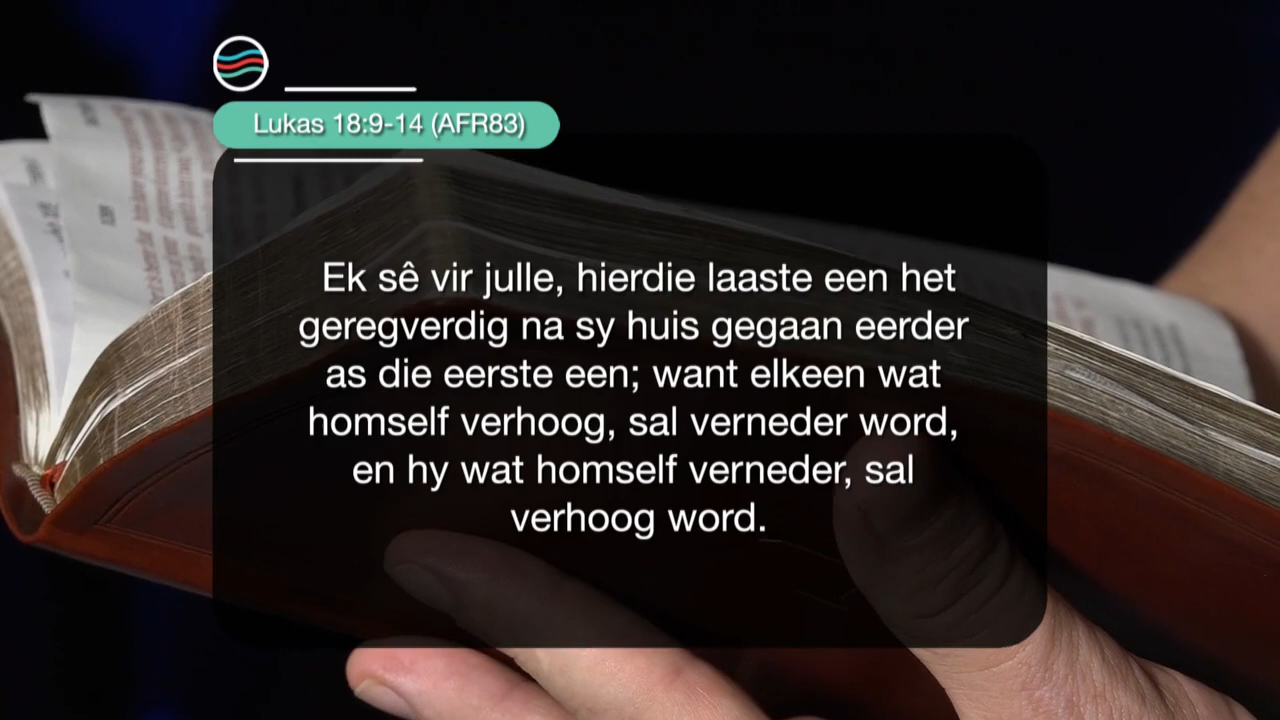 Lukas 18:9-14 (AFR83)
Ek sê vir julle, hierdie laaste een het
geregverdig na sy huis gegaan eerder
as die eerste een; want elkeen wat
homself verhoog, sal verneder word,
en hy wat homself verneder, sal
verhoog word.